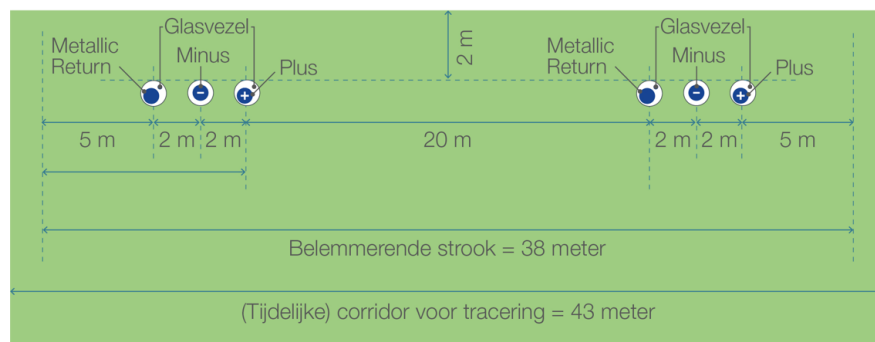 Glasvezel
Metallic
Return
Minus
Plus
2 m
Glasvezel
Metallic
Return
Minus
Plus
5 m
2 m
2 m
20 m
2 m
2 m
5 m
Belemmerende strook = 38 meter
(Tijdelijke) corridor voor tracering = 43 meter